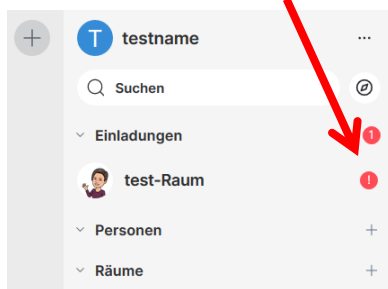 T testname ...
Suchen
Einladungen 1
test-Raum !
Personen +
Räume +